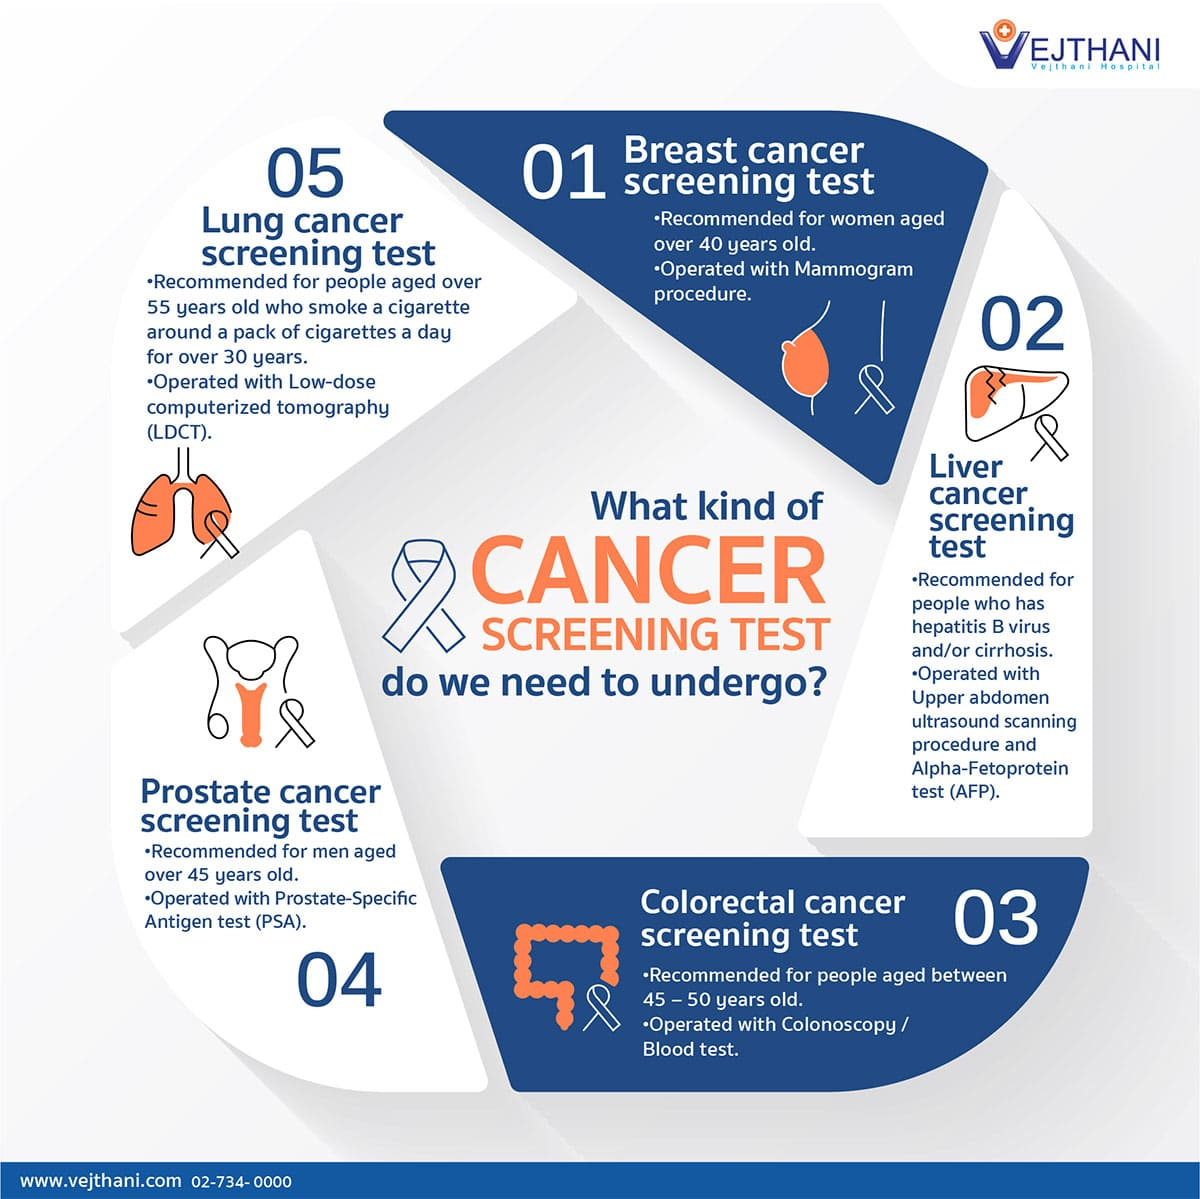 VEJTHANI
Vejthani Hospital
01
Breast cancer
screening test
•Recommended for women aged
over 40 years old.
•Operated with Mammogram
procedure.
02
Liver
cancer
screening
test
•Recommended for
people who has
hepatitis B virus
and/or cirrhosis.
•Operated with
Upper abdomen
ultrasound scanning
procedure and
Alpha-Fetoprotein
test (AFP).
03
Colorectal cancer
screening test
•Recommended for people aged between
45 – 50 years old.
•Operated with Colonoscopy /
Blood test.
Prostate cancer
screening test
•Recommended for men aged
over 45 years old.
•Operated with Prostate-Specific
Antigen test (PSA).
04
05
Lung cancer
screening test
•Recommended for people aged over
55 years old who smoke a cigarette
around a pack of cigarettes a day
for over 30 years.
•Operated with Low-dose
computerized tomography
(LDCT).
What kind of
CANCER
SCREENING TEST
do we need to undergo?
www.vejthani.com 02-734- 0000